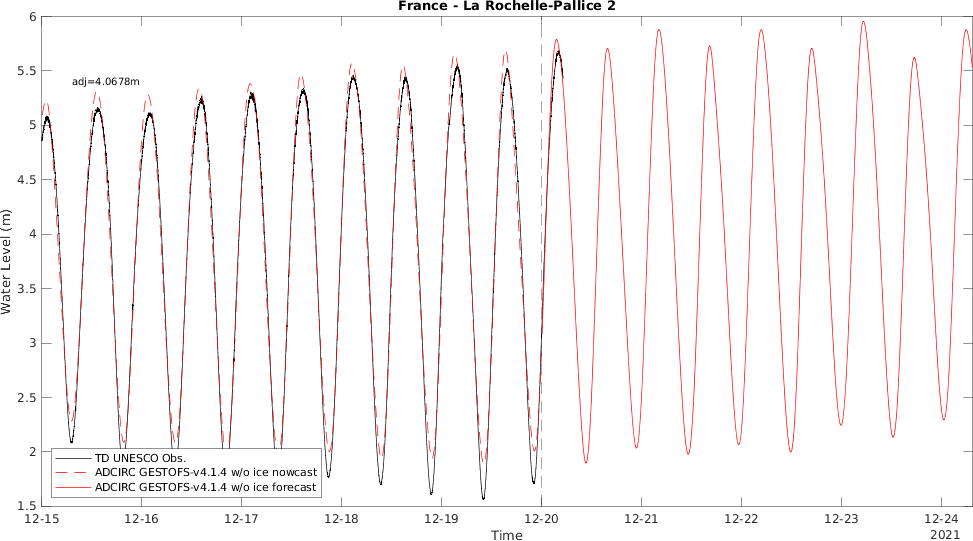 France - La Rochelle-Pallice 2
adj=4.0678m
Water Level (m)
6
5.5
5
4.5
4
3.5
3
2.5
2
1.5
TD UNESCO Obs.
ADCIRC GESTOFS-v4.1.4 w/o ice nowcast
ADCIRC GESTOFS-v4.1.4 w/o ice forecast
12-15 12-16 12-17 12-18 12-19 12-20 12-21 12-22 12-23 12-24
Time
2021